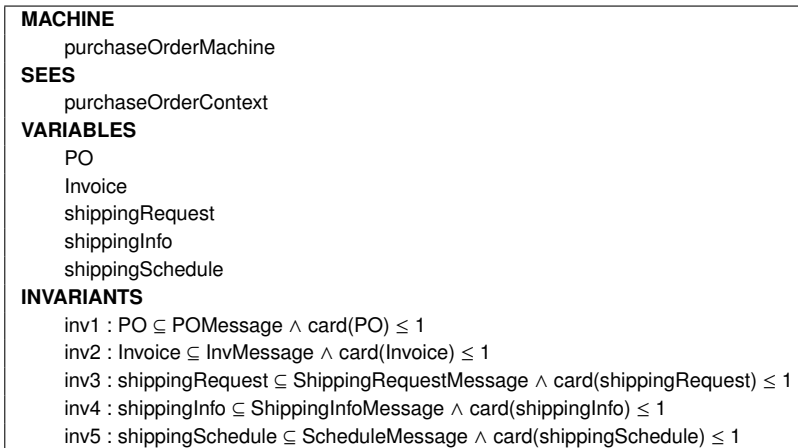 MACHINE
purchaseOrderMachine
SEES
purchaseOrderContext
VARIABLES
PO
Invoice
shippingRequest
shippingInfo
shippingSchedule
INVARIANTS
inv1 : PO ⊆ POMessage ∧ card(PO) ≤ 1
inv2 : Invoice ⊆ InvMessage ∧ card(Invoice) ≤ 1
inv3 : shippingRequest ⊆ ShippingRequestMessage ∧ card(shippingRequest) ≤ 1
inv4 : shippingInfo ⊆ ShippingInfoMessage ∧ card(shippingInfo) ≤ 1
inv5 : shippingSchedule ⊆ ScheduleMessage ∧ card(shippingSchedule) ≤ 1